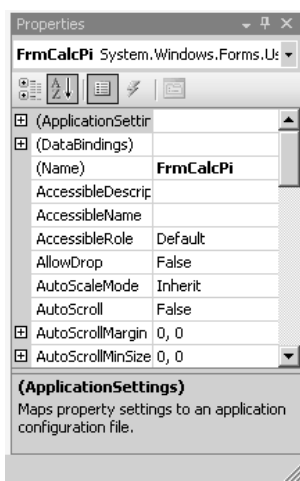 Properties
FrmCalcPi System.Windows.Forms.Us
(ApplicationSettir
(DataBindings)
(Name) FrmCalcPi
AccessibleDescrip
AccessibleName
AccessibleRole Default
AllowDrop False
AutoScaleMode Inherit
AutoScroll False
AutoScrollMargin 0, 0
AutoScrollMinSize 0, 0
(ApplicationSettings)
Maps property settings to an application
configuration file.